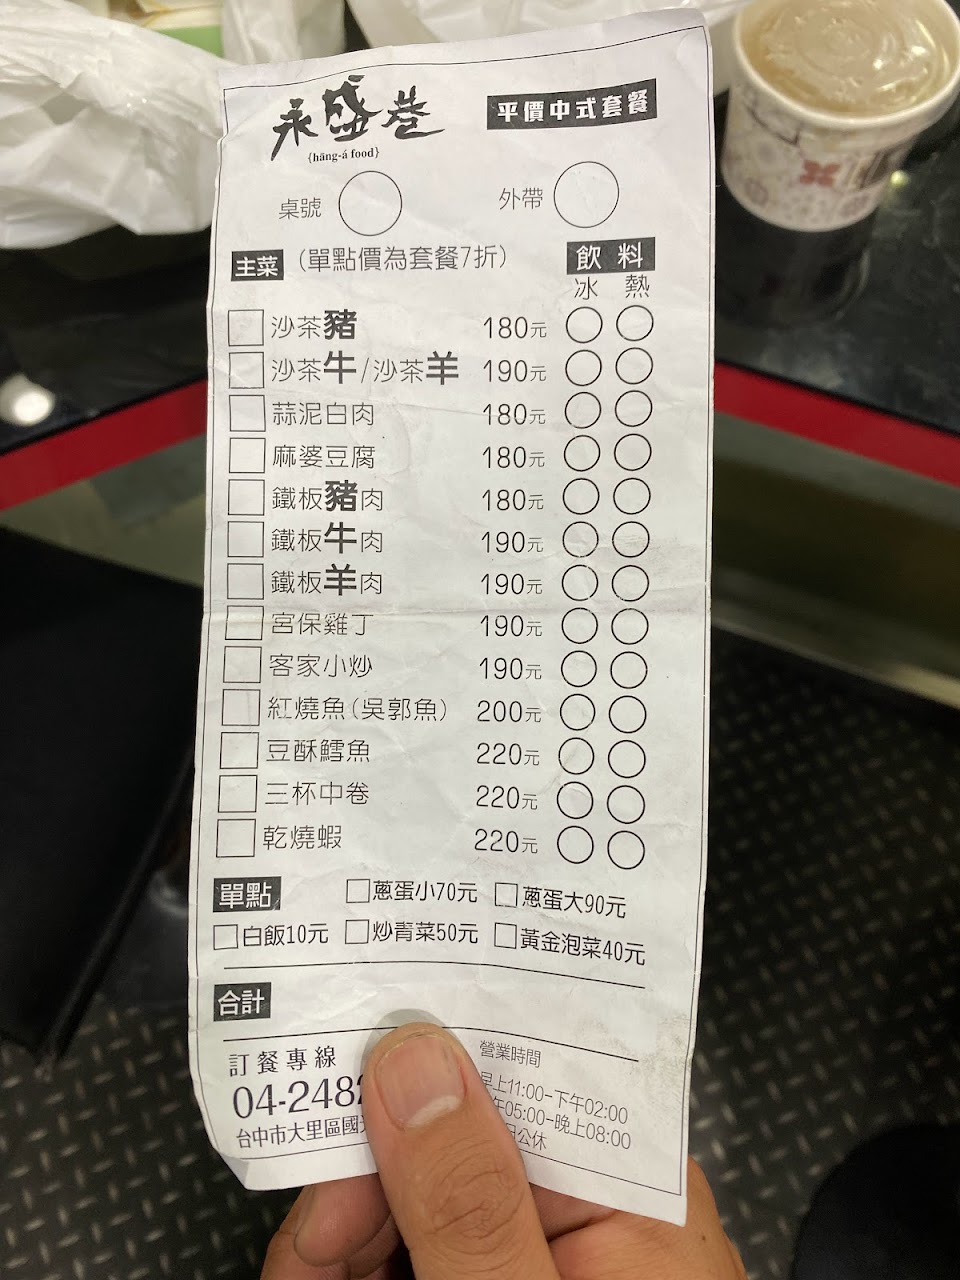 永盛巷
{hāng-á food}
平價中式套餐
桌號
外帶
主菜 (單點價為套餐7折)
飲料
冰 熱
沙茶豬 180元
沙茶牛/沙茶羊 190元
蒜泥白肉 180元
麻婆豆腐 180元
鐵板豬肉 180元
鐵板牛肉 190元
鐵板羊肉 190元
宮保雞丁 190元
客家小炒 190元
紅燒魚(吳郭魚) 200元
豆酥鱈魚 220元
三杯中卷 220元
乾燒蝦 220元
單點 蔥蛋小70元 蔥蛋大90元
白飯10元 炒菁菜50元 黃金泡菜40元
合計
訂餐專線
04-2482
台中市大里區國
營業時間
早上11:00-下午02:00
午05:00-晚上08:00
日公休